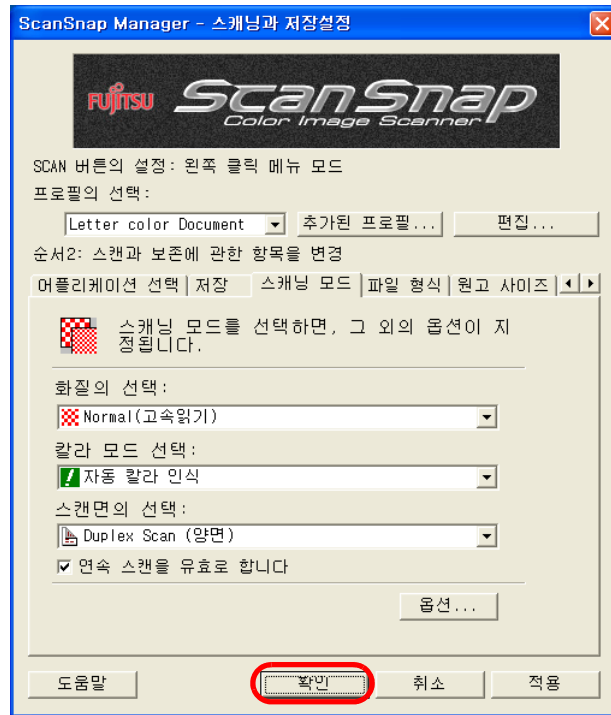 ScanSnap Manager - 스캐닝과 저장설정
FUJITSU ScanSnap
Color Image Scanner
SCAN 버튼의 설정: 왼쪽 클릭 메뉴 모드
프로필의 선택:
Letter color Document 추가된 프로필... 편집...
순서2: 스캔과 보존에 관한 항목을 변경
어플리케이션 선택 저장 스캐닝 모드 파일 형식 원고 사이즈
스캐닝 모드를 선택하면, 그 외의 옵션이 지
정됩니다.
화질의 선택:
Normal(고속읽기)
칼라 모드 선택:
자동 칼라 인식
스캔면의 선택:
Duplex Scan (양면)
연속 스캔을 유효로 합니다
옵션...
도움말 확인 취소 적용